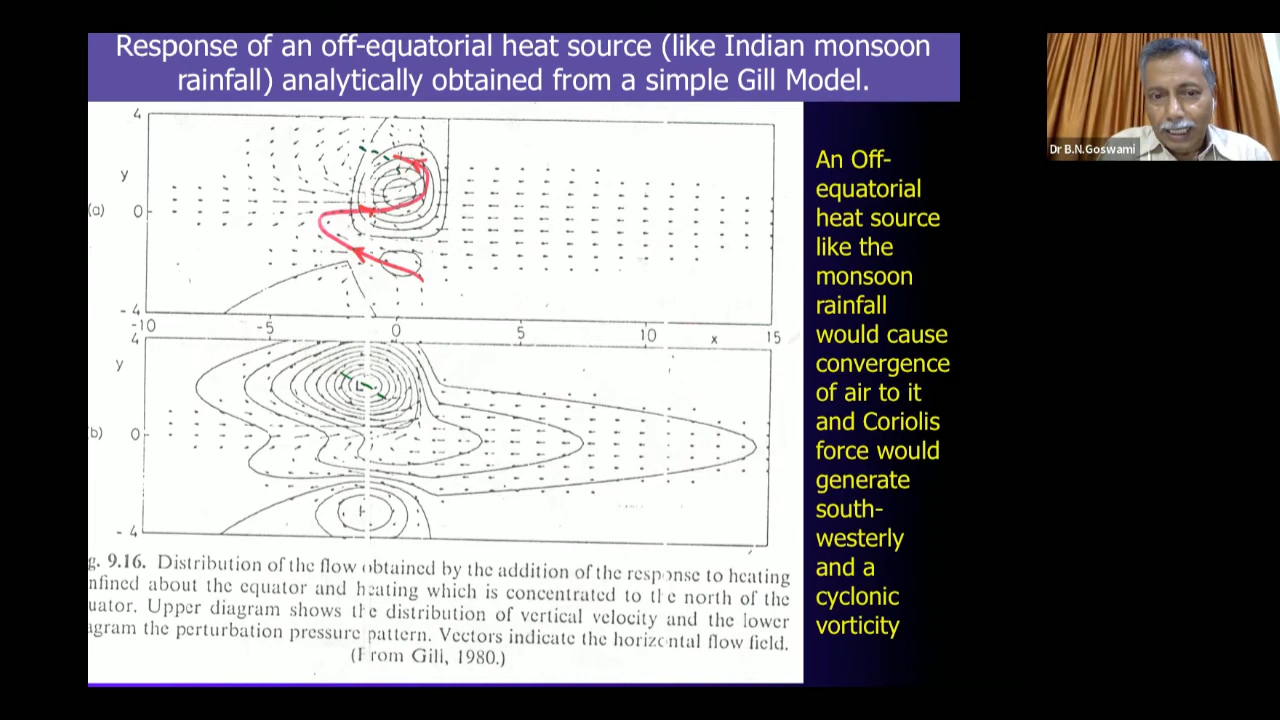 Response of an off-equatorial heat source (like Indian monsoon
rainfall) analytically obtained from a simple Gill Model.
Dr B.N.Goswami
4
y
(a)
0
- 4
-10
-5
0
5
10
x
15
4
y
b)
0
L
- 4
g. 9.16. Distribution of the flow obtained by the addition of the response to heating
nfined about the equator and heating which is concentrated to the north of the
uator. Upper diagram shows the distribution of vertical velocity and the lower
agram the perturbation pressure pattern. Vectors indicate the horizontal flow field.
(From Gill, 1980.)
An Off-
equatorial
heat source
like the
monsoon
rainfall
would cause
convergence
of air to it
and Coriolis
force would
generate
south-
westerly
and a
cyclonic
vorticity